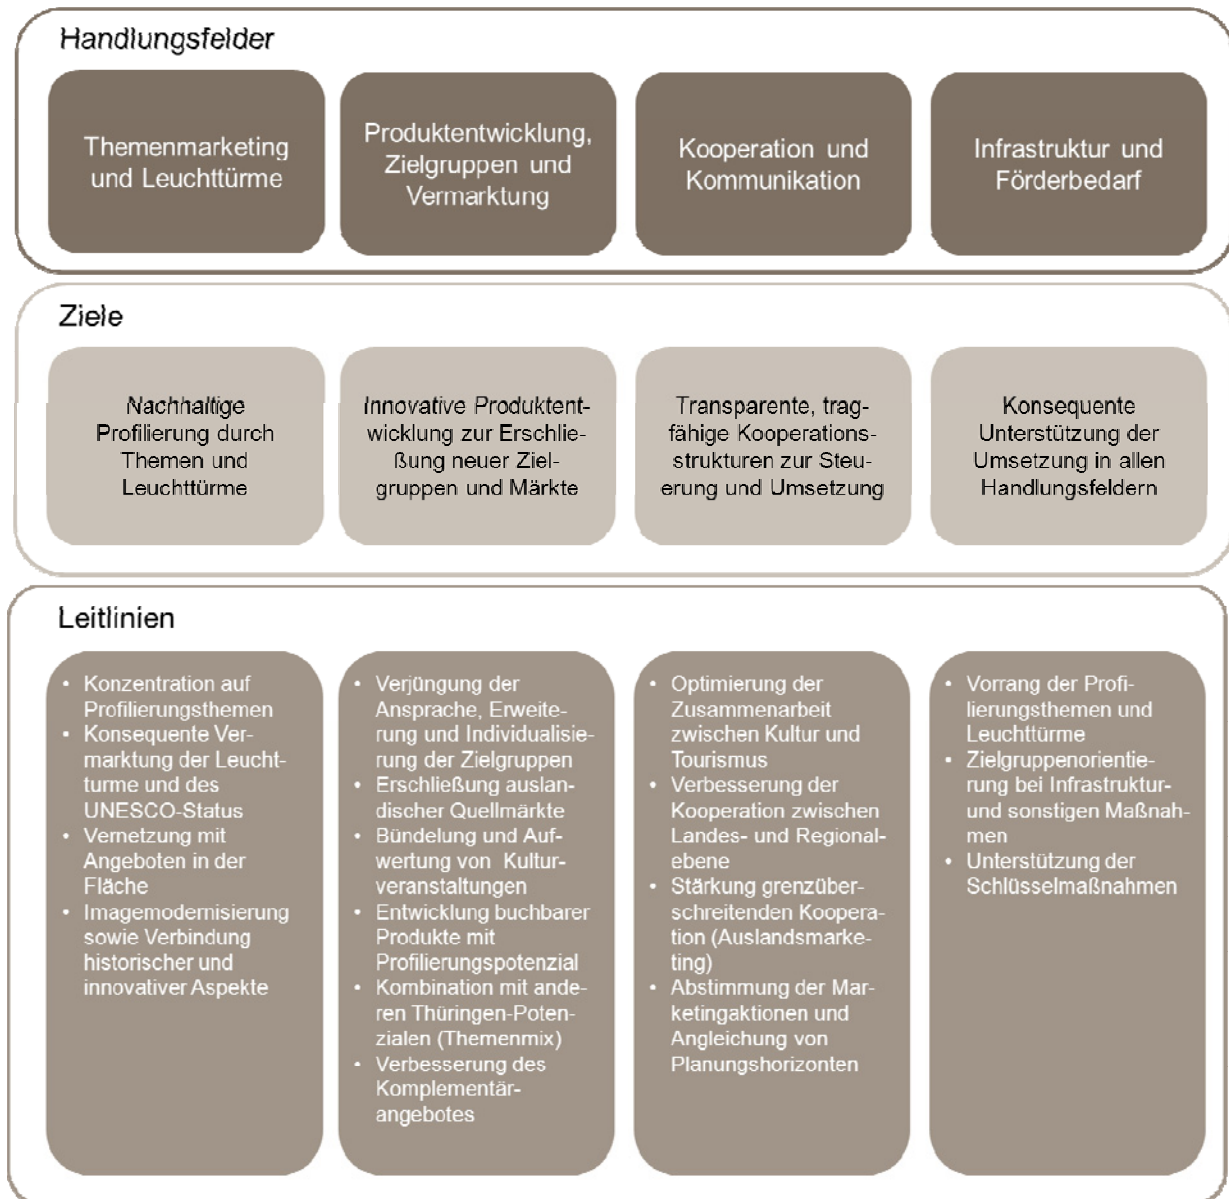 Handlungsfelder
Themenmarketing
und Leuchttürme
Produktentwicklung,
Zielgruppen und
Vermarktung
Kooperation und
Kommunikation
Infrastruktur und
Förderbedarf
Ziele
Nachhaltige
Profilierung durch
Themen und
Leuchttürme
Innovative Produktent-
wicklung zur Erschlie-
ßung neuer Ziel-
gruppen und Märkte
Transparente, trag-
fähige Kooperations-
strukturen zur Steu-
erung und Umsetzung
Konsequente
Unterstützung der
Umsetzung in allen
Handlungsfeldern
Leitlinien
• Konzentration auf
Profilierungsthemen
• Konsequente Ver-
marktung der Leucht-
turme und des
UNESCO-Status
• Vernetzung mit
Angeboten in der
Fläche
• Imagemodernisierung
sowie Verbindung
historischer und
innovativer Aspekte
• Verjüngung der
Ansprache, Erweite-
rung und Individualisie-
rung der Zielgruppen
• Erschließung auslan-
discher Quellmärkte
• Bündelung und Auf-
wertung von Kultur-
veranstaltungen
• Entwicklung buchbarer
Produkte mit
Profilierungspotenzial
• Kombination mit ande-
ren Thüringen-Poten-
zialen (Themenmix)
• Verbesserung des
Komplementär-
angebotes
• Optimierung der
Zusammenarbeit
zwischen Kultur und
Tourismus
• Verbesserung der
Kooperation zwischen
Landes- und Regional-
ebene
• Stärkung grenzüber-
schreitenden Koopera-
tion (Auslandsmarke-
ting)
• Abstimmung der Mar-
ketingaktionen und
Angleichung von
Planungshorizonten
• Vorrang der Profi-
lierungsthemen und
Leuchttürme
• Zielgruppenorientie-
rung bei Infrastruktur-
und sonstigen Maßnah-
men
• Unterstützung der
Schlüsselmaßnahmen